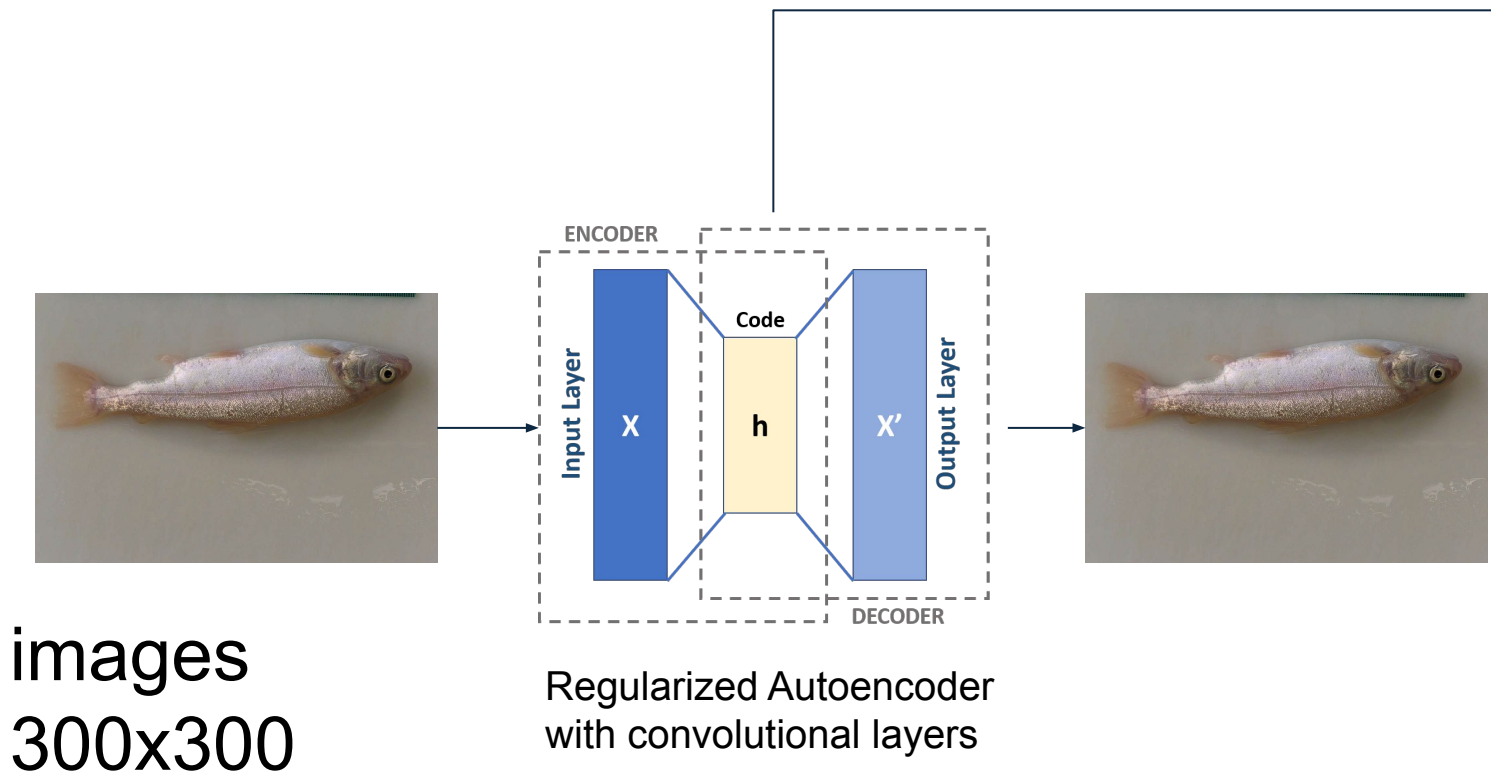 ENCODER
Code
Input Layer
X
h
X'
Output Layer
DECODER
images
300x300
Regularized Autoencoder
with convolutional layers